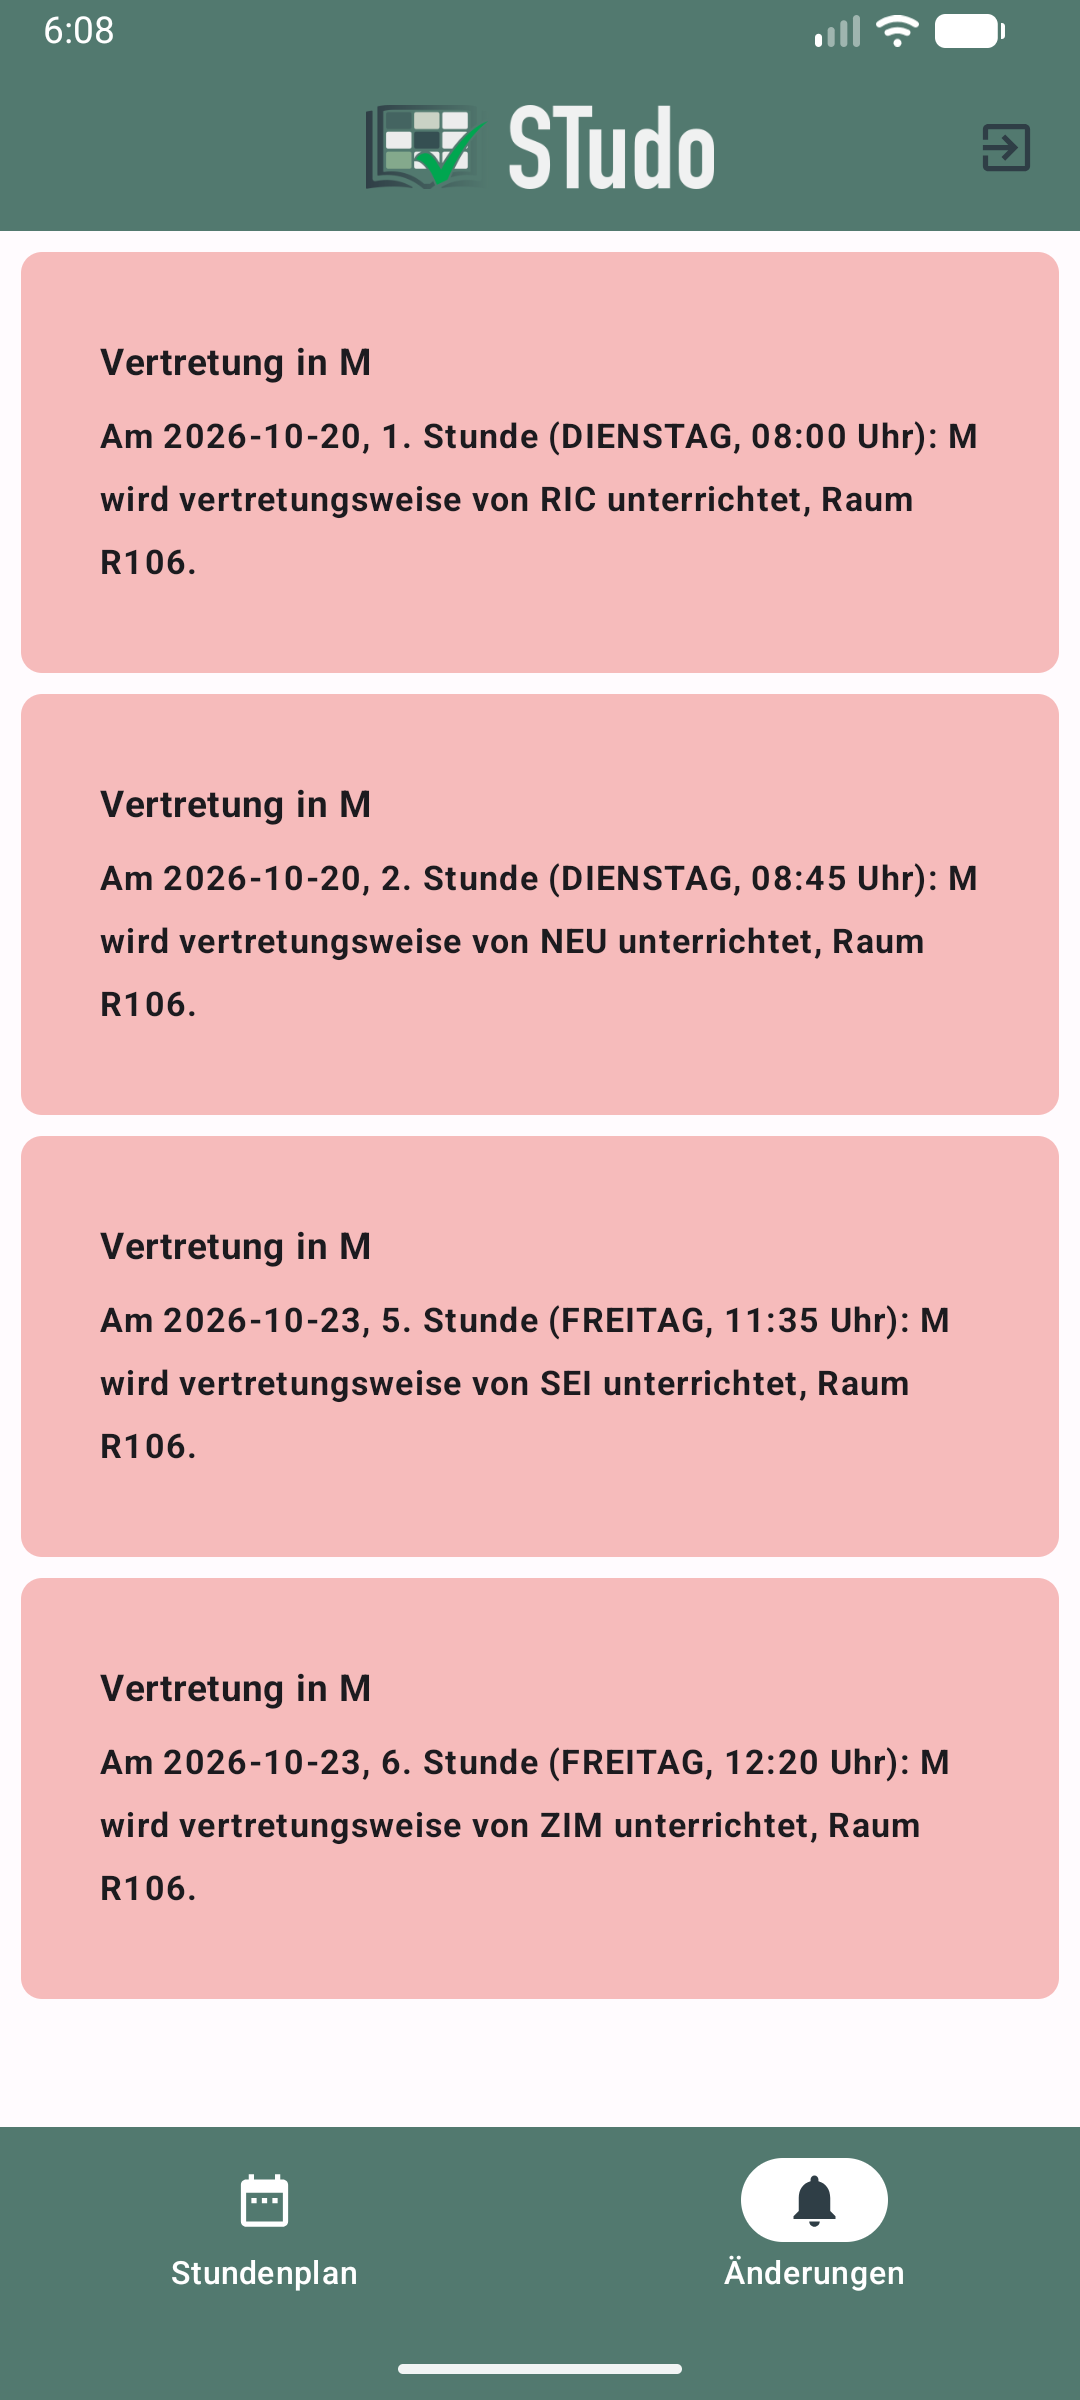 6:08
STudo
Vertretung in M
Am 2026-10-20, 1. Stunde (DIENSTAG, 08:00 Uhr): M
wird vertretungsweise von RIC unterrichtet, Raum
R106.
Vertretung in M
Am 2026-10-20, 2. Stunde (DIENSTAG, 08:45 Uhr): M
wird vertretungsweise von NEU unterrichtet, Raum
R106.
Vertretung in M
Am 2026-10-23, 5. Stunde (FREITAG, 11:35 Uhr): M
wird vertretungsweise von SEI unterrichtet, Raum
R106.
Vertretung in M
Am 2026-10-23, 6. Stunde (FREITAG, 12:20 Uhr): M
wird vertretungsweise von ZIM unterrichtet, Raum
R106.
Stundenplan
Änderungen